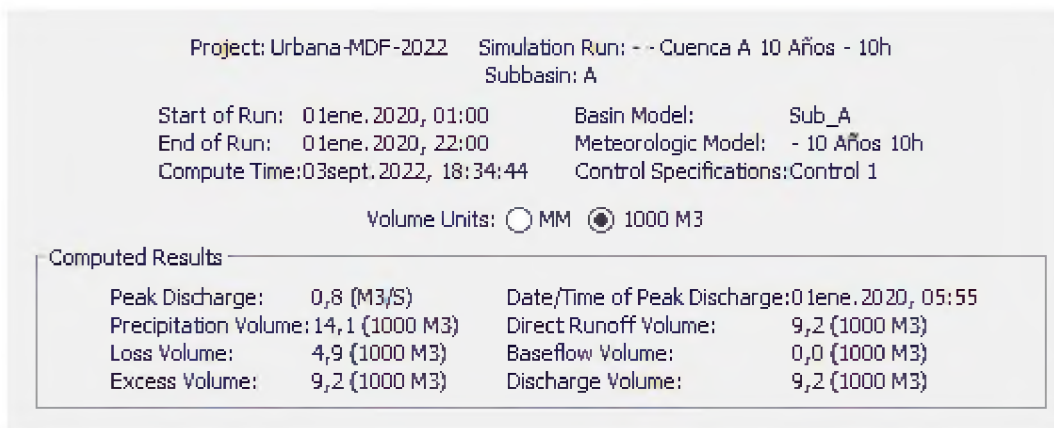 Project: Urbana-MDF-2022 Simulation Run: - - Cuenca A 10 Años - 10h
Subbasin: A
Start of Run: 01ene.2020, 01:00 Basin Model: Sub_A
End of Run: 01ene.2020, 22:00 Meteorologic Model: - 10 Años 10h
Compute Time:03sept.2022, 18:34:44 Control Specifications:Control 1
Volume Units: MM 1000 M3
Computed Results
Peak Discharge: 0,8 (M3/S) Date/Time of Peak Discharge:01ene.2020, 05:55
Precipitation Volume:14,1 (1000 M3) Direct Runoff Volume: 9,2 (1000 M3)
Loss Volume: 4,9 (1000 M3) Baseflow Volume: 0,0 (1000 M3)
Excess Volume: 9,2 (1000 M3) Discharge Volume: 9,2 (1000 M3)